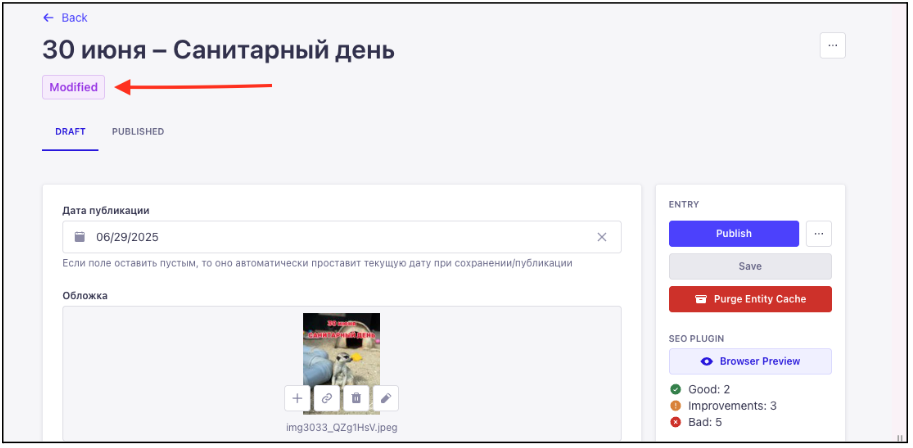 Back
30 июня – Санитарный день
Modified
DRAFT
PUBLISHED
Дата публикации
06/29/2025
Если поле оставить пустым, то оно автоматически проставит текущую дату при сохранении/публикации
Обложка
30 июня
САНИТАРНЫЙ ДЕНЬ
img3033_QZg1HsV.jpeg
ENTRY
Publish
Save
Purge Entity Cache
SEO PLUGIN
Browser Preview
Good: 2
Improvements: 3
Bad: 5